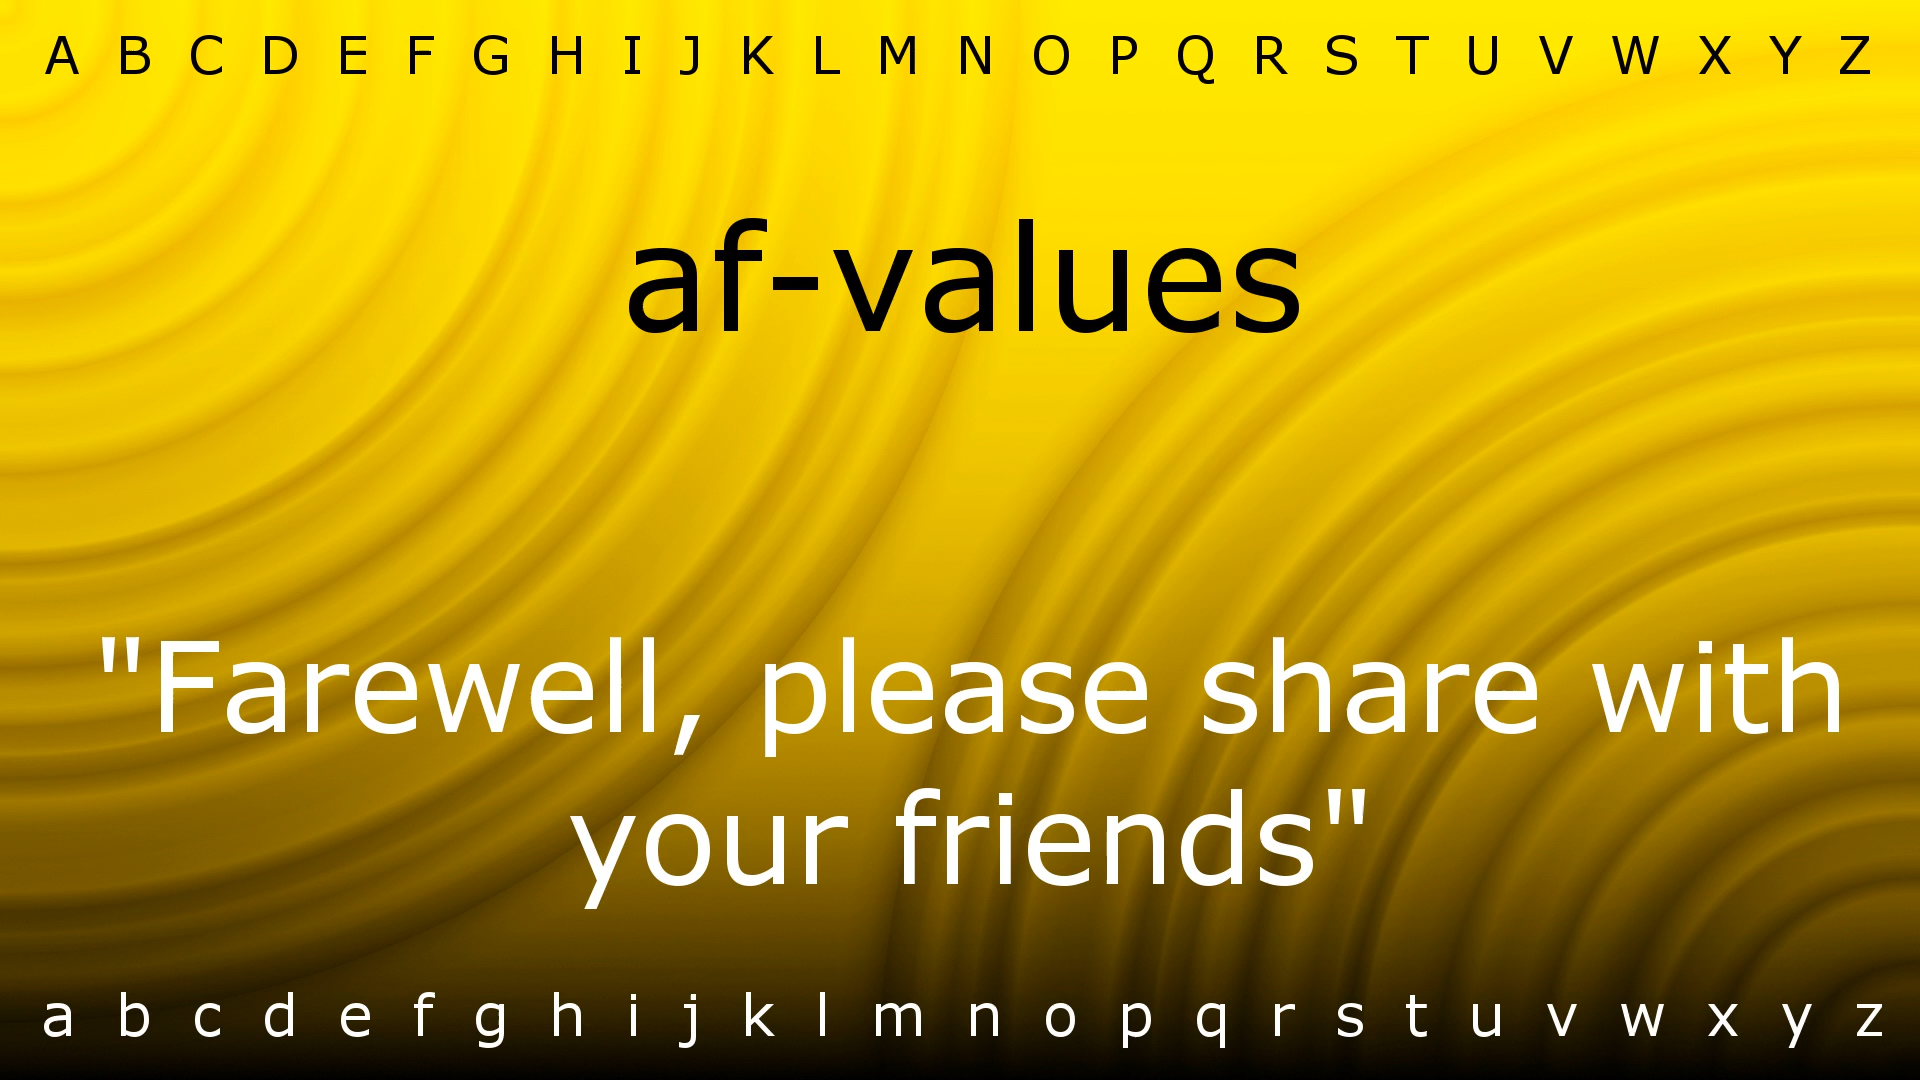 A B C D E F G H I J K L M N O P Q R S T U V W X Y Z
af-values
"Farewell, please share with
your friends"
a b c d e f g h i j k l m n o p q r s t u v w x y z